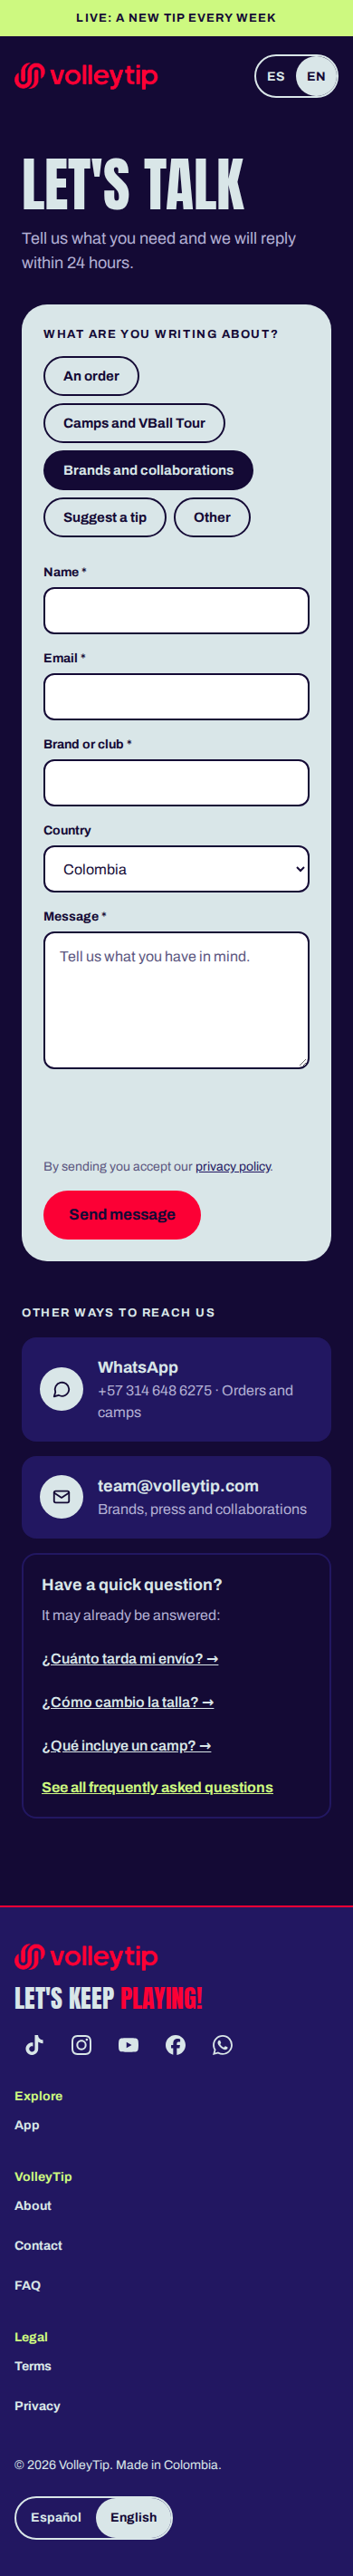 LIVE: A NEW TIP EVERY WEEK
volleytip
ES EN
LET'S TALK
Tell us what you need and we will reply
within 24 hours.
WHAT ARE YOU WRITING ABOUT?
An order
Camps and VBall Tour
Brands and collaborations
Suggest a tip Other
Name *
Email *
Brand or club *
Country
Colombia
Message *
Tell us what you have in mind.
By sending you accept our privacy policy.
Send message
OTHER WAYS TO REACH US
WhatsApp
+57 314 648 6275 · Orders and
camps
team@volleytip.com
Brands, press and collaborations
Have a quick question?
It may already be answered:
¿Cuánto tarda mi envío? →
¿Cómo cambio la talla? →
¿Qué incluye un camp? →
See all frequently asked questions
volleytip
LET'S KEEP PLAYING!
Explore
App
VolleyTip
About
Contact
FAQ
Legal
Terms
Privacy
© 2026 VolleyTip. Made in Colombia.
Español English